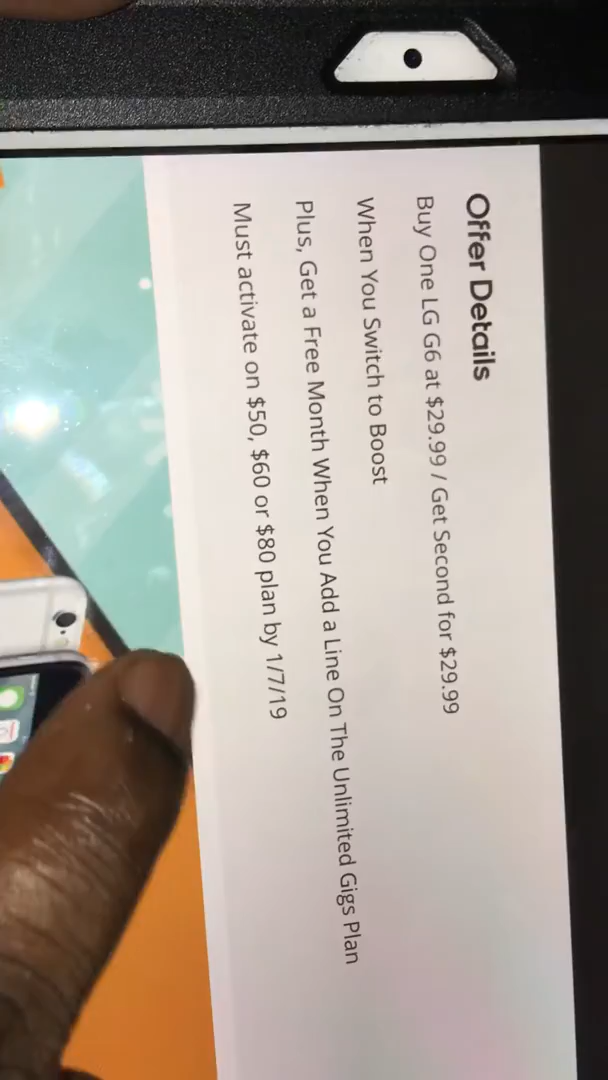 Offer Details
Buy One LG G6 at $29.99 / Get Second for $29.99
When You Switch to Boost
Plus, Get a Free Month When You Add a Line On The Unlimited Gigs Plan
Must activate on $50, $60 or $80 plan by 1/7/19